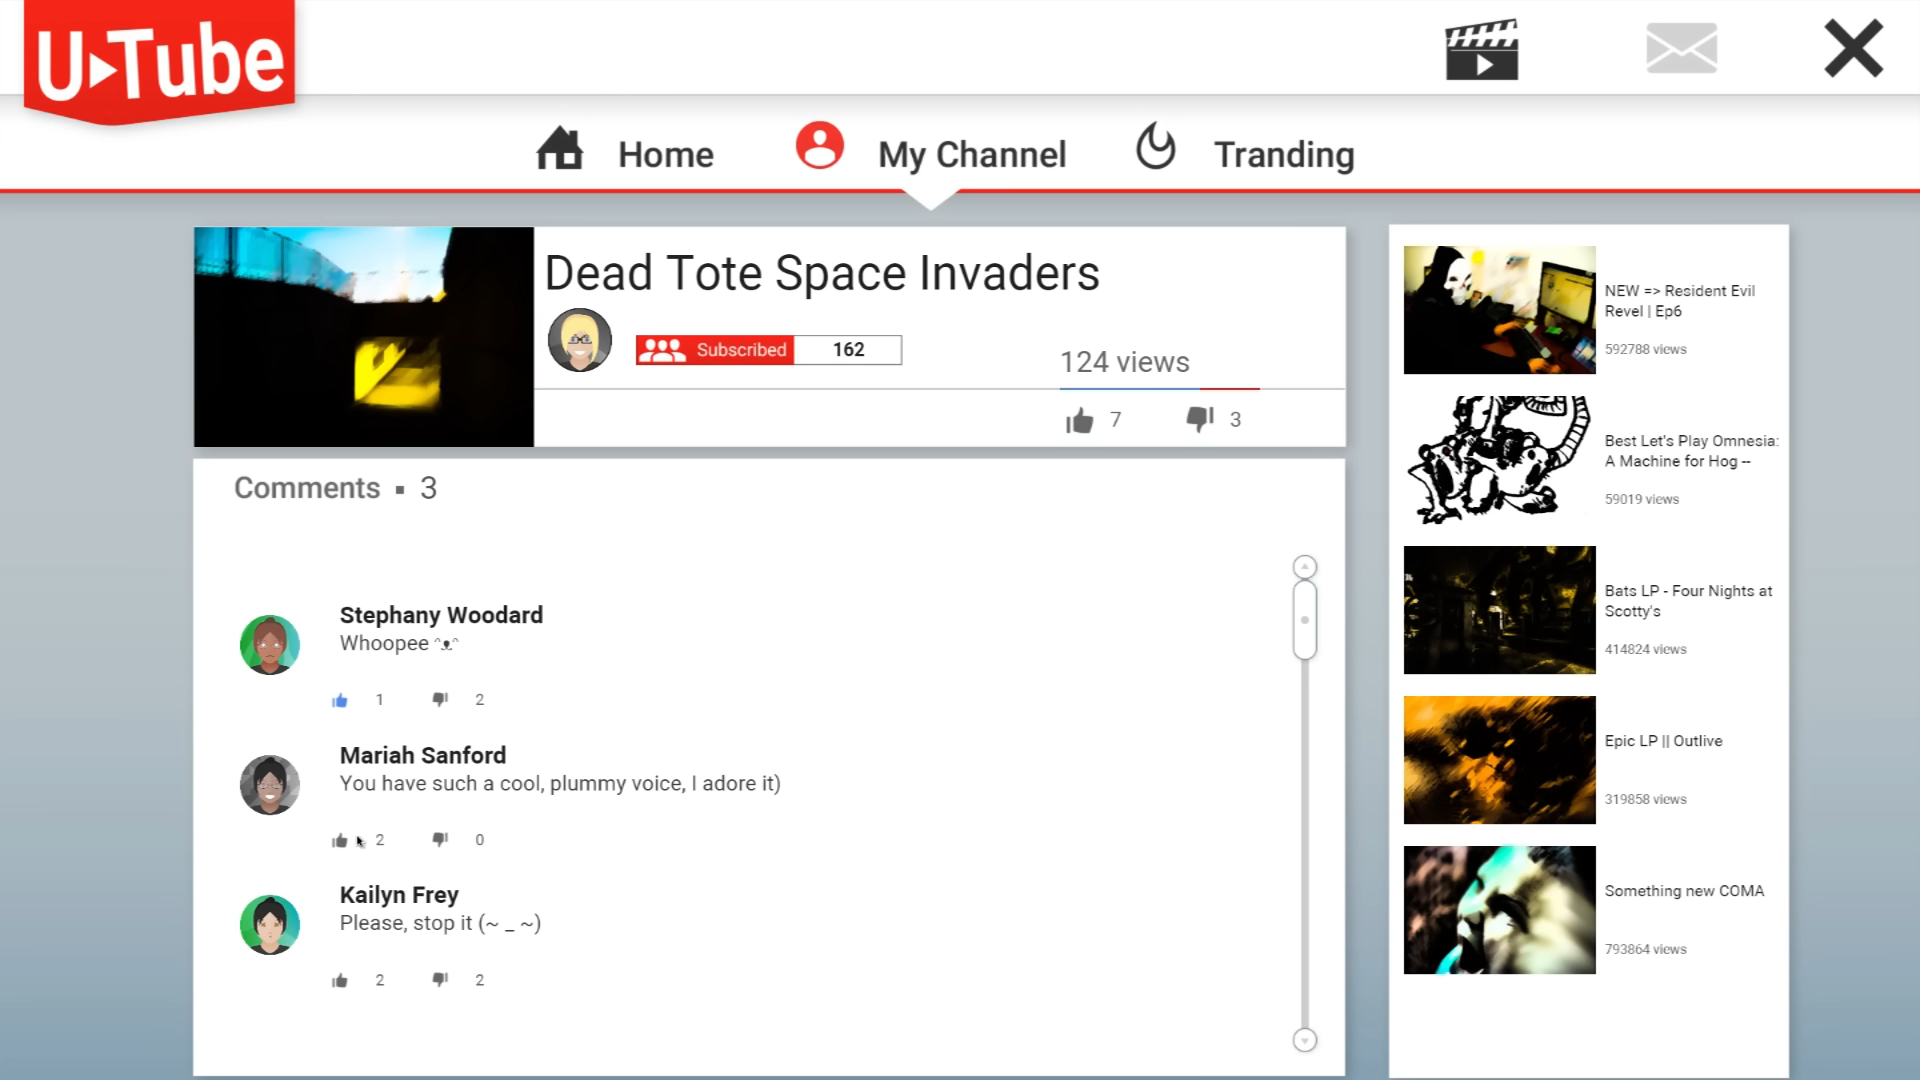 U Tube
Home
My Channel
Tranding
Dead Tote Space Invaders
Subscribed 162
124 views
7 3
Comments ▪ 3
Stephany Woodard
Whoopee ᵔᴥᵔ
1 2
Mariah Sanford
You have such a cool, plummy voice, I adore it)
2 0
Kailyn Frey
Please, stop it (~ _ ~)
2 2
NEW => Resident Evil
Revel | Ep6
592788 views
Best Let's Play Omnesia:
A Machine for Hog --
59019 views
Bats LP - Four Nights at
Scotty's
414824 views
Epic LP || Outlive
319858 views
Something new COMA
793864 views